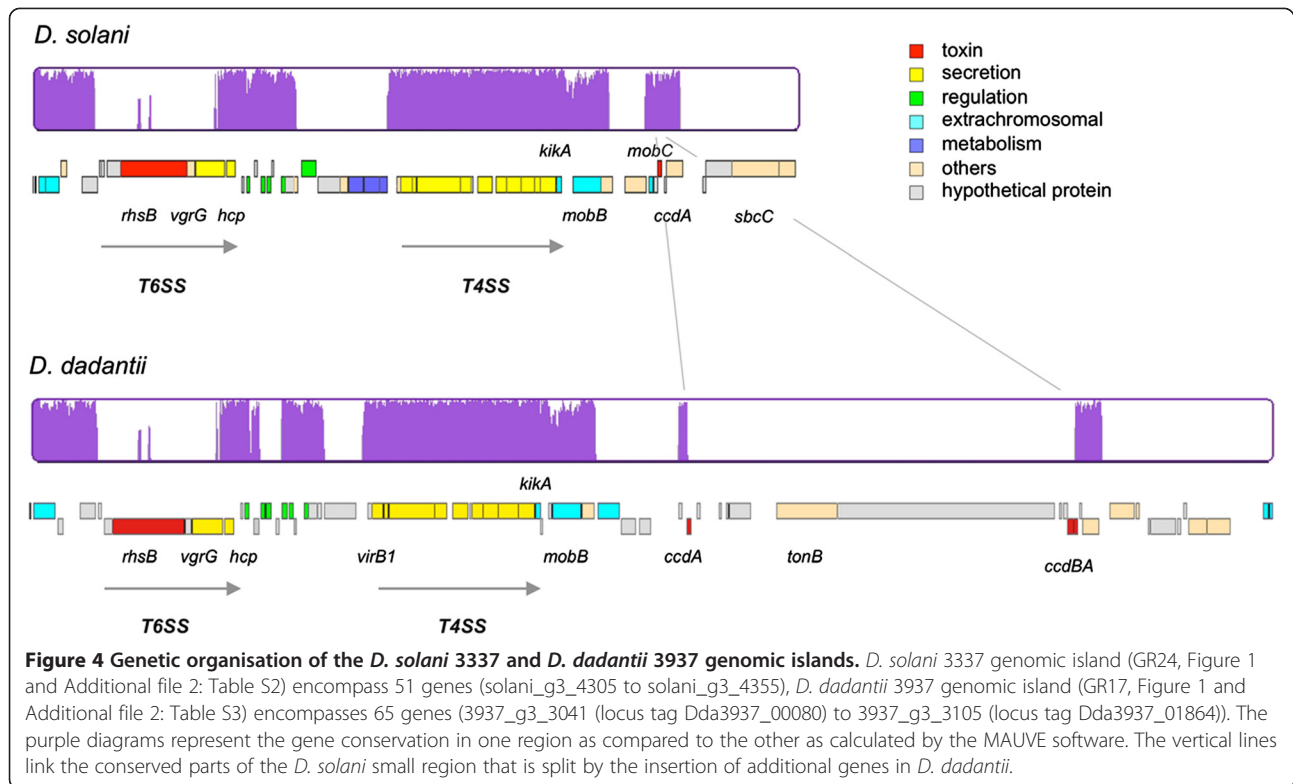 D. solani
toxin
secretion
regulation
extrachromosomal
metabolism
others
hypothetical protein
kikA
mobC
rhsB
vgrG
hcp
mobB
ccdA
sbcC
T6SS
T4SS
D. dadantii
kikA
rhsB
vgrG
hcp
virB1
mobB
ccdA
tonB
ccdBA
T6SS
T4SS
Figure 4 Genetic organisation of the D. solani 3337 and D. dadantii 3937 genomic islands. D. solani 3337 genomic island (GR24, Figure 1
and Additional file 2: Table S2) encompass 51 genes (solani_g3_4305 to solani_g3_4355), D. dadantii 3937 genomic island (GR17, Figure 1 and
Additional file 2: Table S3) encompasses 65 genes (3937_g3_3041 (locus tag Dda3937_00080) to 3937_g3_3105 (locus tag Dda3937_01864)). The
purple diagrams represent the gene conservation in one region as compared to the other as calculated by the MAUVE software. The vertical lines
link the conserved parts of the D. solani small region that is split by the insertion of additional genes in D. dadantii.